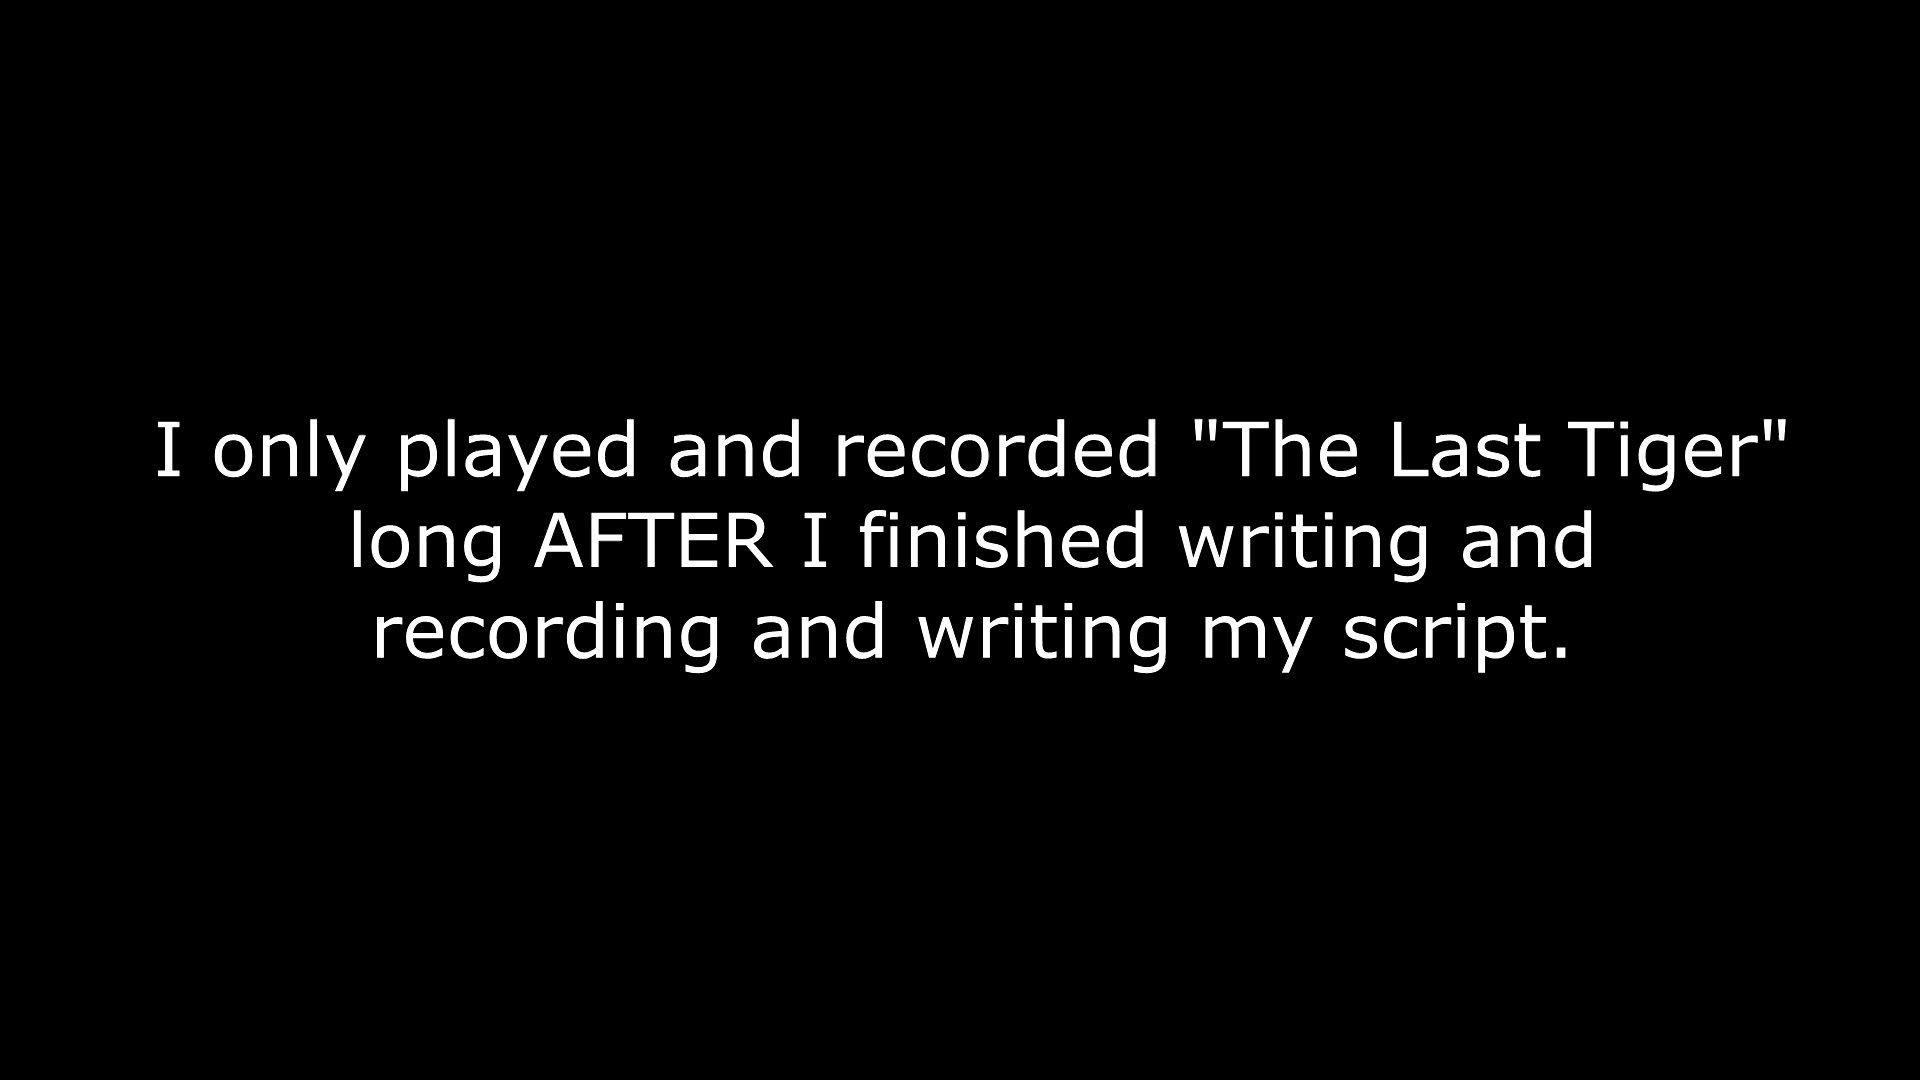 I only played and recorded "The Last Tiger"
long AFTER I finished writing and
recording and writing my script.